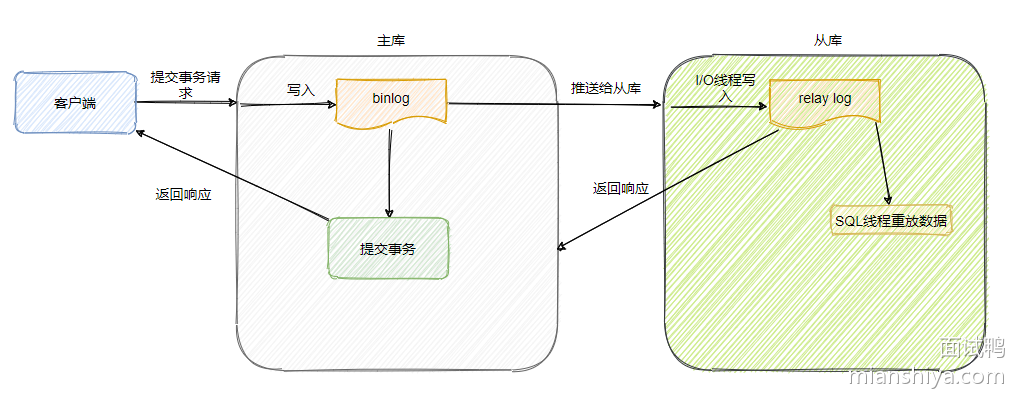 主库
从库
客户端
提交事务请
求
写入
binlog
推送给从库
I/O线程写
入
relay log
返回响应
返回响应
提交事务
SQL线程重放数据
面试鸭
mianshiya.com